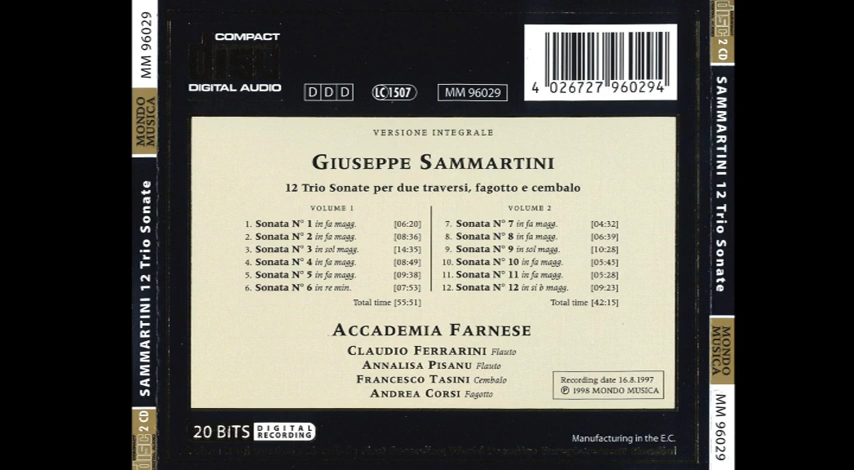 MM 96029
MONDO
MUSICA
SAMMARTINI 12 Trio Sonate
2 CD
COMPACT
disc
DIGITAL AUDIO
DDD
LC 1507
MM 96029
4 026727 960294
VERSIONE INTEGRALE
GIUSEPPE SAMMARTINI
12 Trio Sonate per due traversi, fagotto e cembalo
VOLUME 1
1. Sonata N° 1 in fa magg. [06:20]
2. Sonata N° 2 in fa magg. [08:36]
3. Sonata N° 3 in sol magg. [14:35]
4. Sonata N° 4 in fa magg. [08:49]
5. Sonata N° 5 in fa magg. [09:38]
6. Sonata N° 6 in re min. [07:53]
Total time [55:51]
VOLUME 2
7. Sonata N° 7 in fa magg. [04:32]
8. Sonata N° 8 in fa magg. [06:39]
9. Sonata N° 9 in sol magg. [10:28]
10. Sonata N° 10 in fa magg. [05:45]
11. Sonata N° 11 in fa magg. [05:28]
12. Sonata N° 12 in si b magg. [09:23]
Total time [42:15]
ACCADEMIA FARNESE
CLAUDIO FERRARINI Flauto
ANNALISA PISANU Flauto
FRANCESCO TASINI Cembalo
ANDREA CORSI Fagotto
Recording date 16.8.1997
℗ 1998 MONDO MUSICA
20 BITS DIGITAL
RECORDING
Manufacturing in the E.C.
disc 2 CD
SAMMARTINI 12 Trio Sonate
MONDO
MUSICA
MM 96029